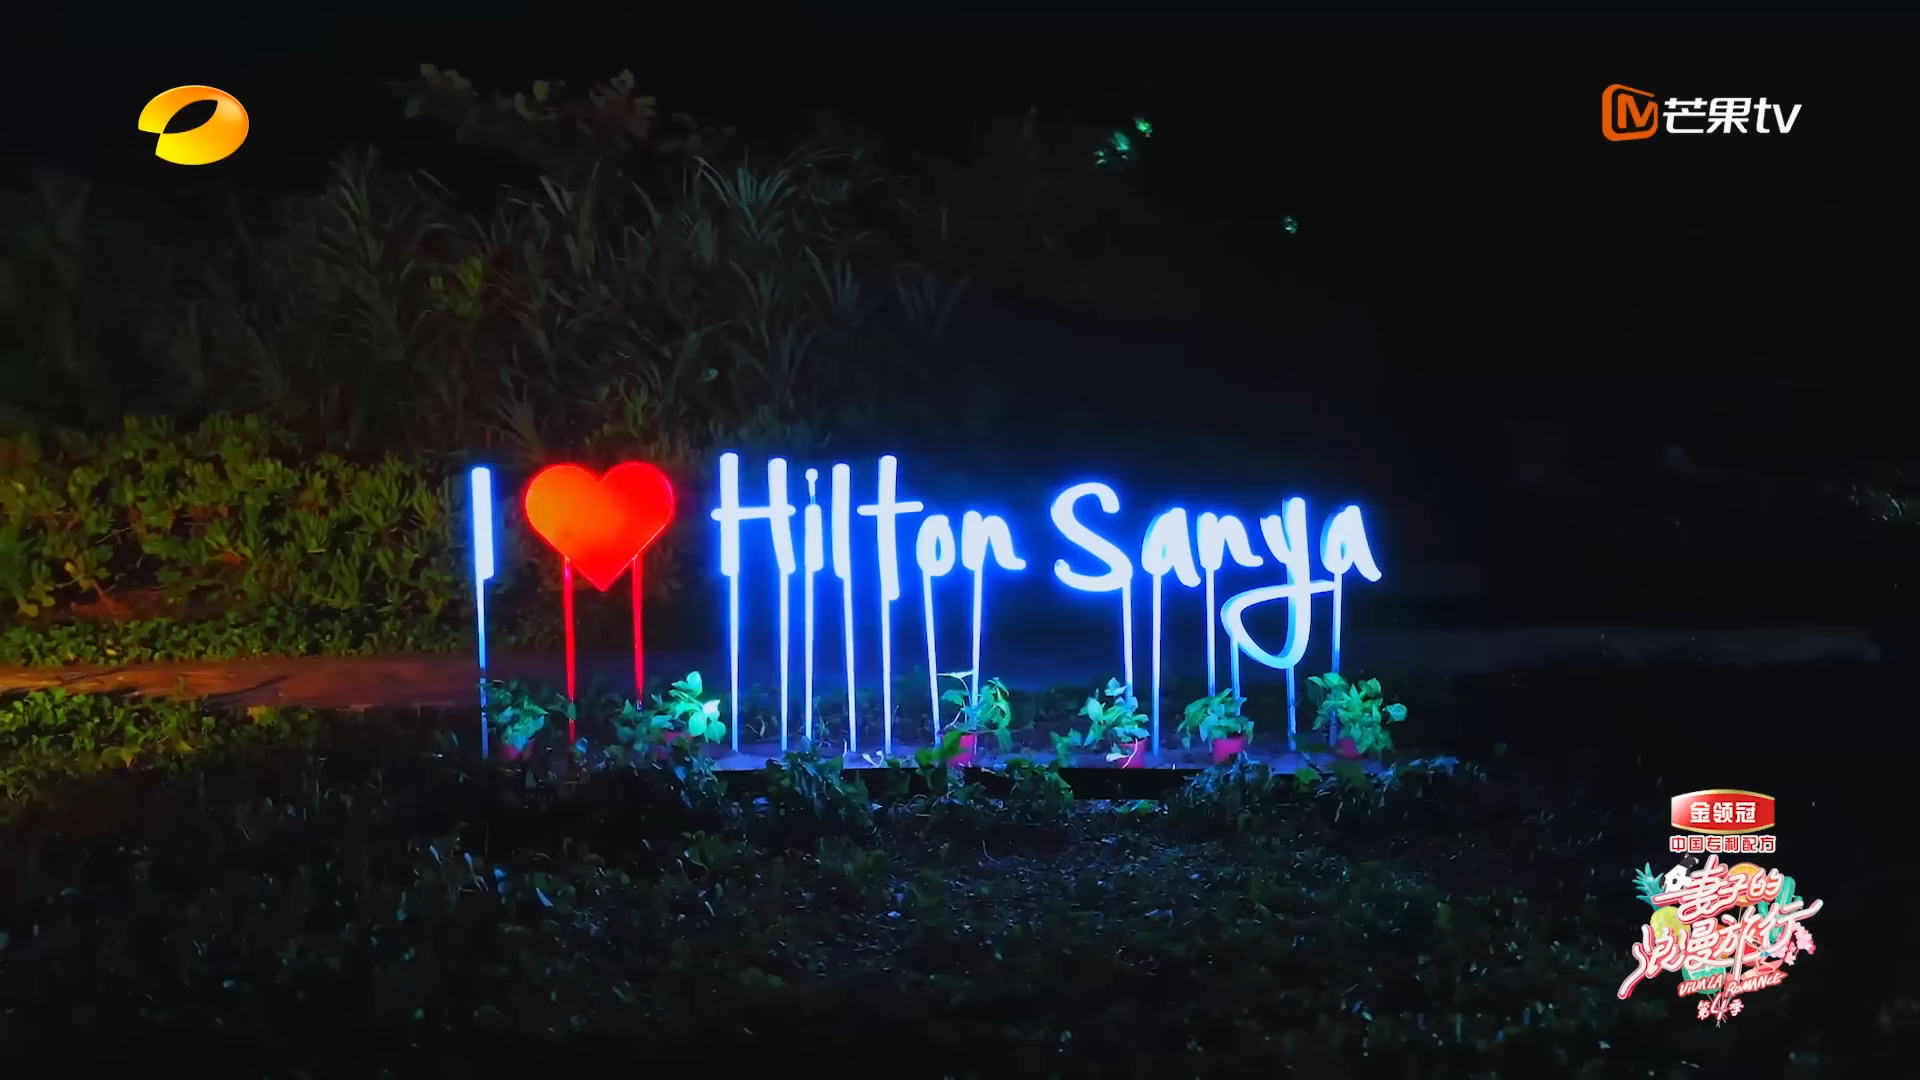 芒果tv
I ❤ Hilton Sanya
金领冠
中国专利配方
妻子的
浪漫旅行
VIVA LA ROMANCE
第4季